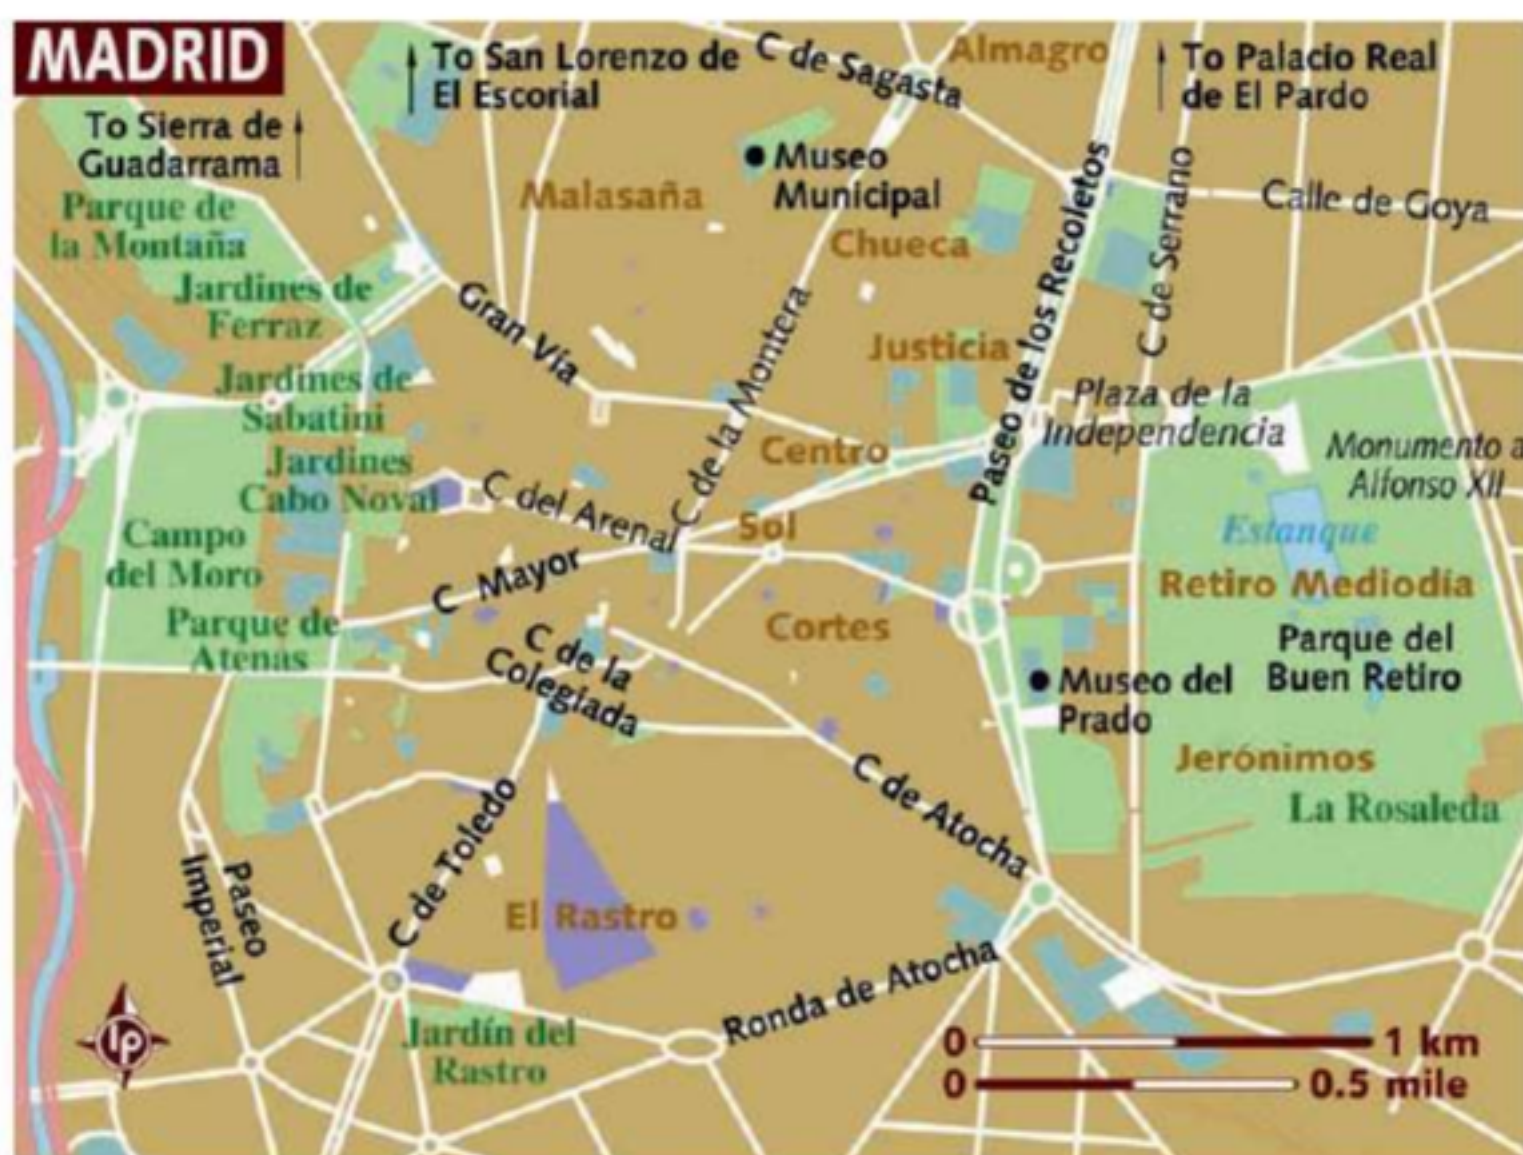 MADRID
To San Lorenzo de
El Escorial
C de Sagasta
Almagro
To Palacio Real
de El Pardo
To Sierra de
Guadarrama
Museo
Municipal
Malasaña
Parque de
la Montaña
Chueca
Paseo de los Recoletos
C de Serrano
Calle de Goya
Jardines de
Ferraz
Gran Vía
C de la Montera
Justicia
Jardines de
Sabatini
Plaza de la
Independencia
Centro
Monumento a
Alfonso XII
Jardines
Cabo Noval
C del Arenal
Sol
Estanque
Campo
del Moro
C Mayor
Retiro Mediodía
Parque de
Atenas
C de la
Colegiada
Cortes
Parque del
Buen Retiro
Museo del
Prado
Jerónimos
C de Atocha
La Rosaleda
C de Toledo
Paseo
Imperial
El Rastro
Ronda de Atocha
lp
Jardín del
Rastro
0 1 km
0 0.5 mile